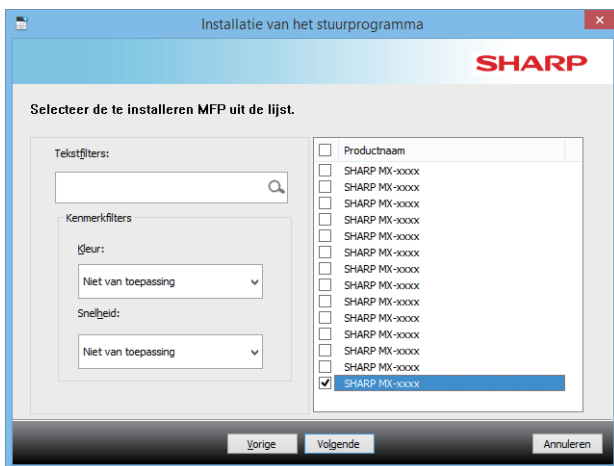 Installatie van het stuurprogramma
SHARP
Selecteer de te installeren MFP uit de lijst.
Tekstfilters:
Kenmerkfilters
Kleur:
Niet van toepassing
Snelheid:
Niet van toepassing
Productnaam
SHARP MX-xxxx
SHARP MX-xxxx
SHARP MX-xxxx
SHARP MX-xxxx
SHARP MX-xxxx
SHARP MX-xxxx
SHARP MX-xxxx
SHARP MX-xxxx
SHARP MX-xxxx
SHARP MX-xxxx
SHARP MX-xxxx
SHARP MX-xxxx
SHARP MX-xxxx
SHARP MX-xxxx
Vorige
Volgende
Annuleren